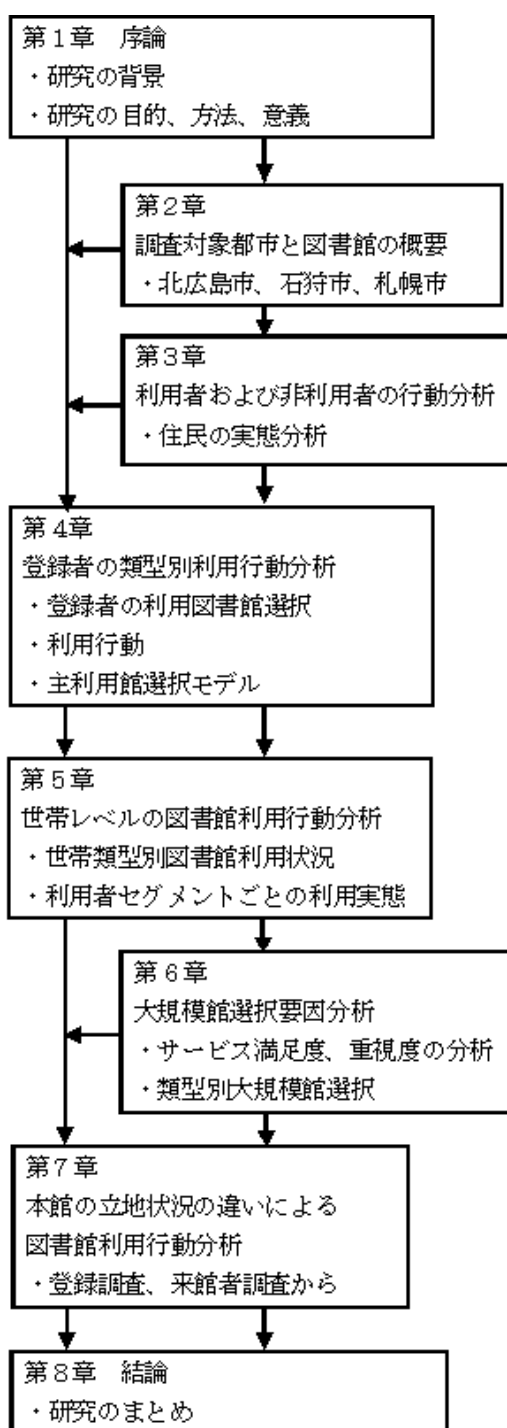 第１章　序論
・研究の背景
・研究の目的、方法、意義
第２章
調査対象都市と図書館の概要
・北広島市、石狩市、札幌市
第３章
利用者および非利用者の行動分析
・住民の実態分析
第４章
登録者の類型別利用行動分析
・登録者の利用図書館選択
・利用行動
・主利用館選択モデル
第５章
世帯レベルの図書館利用行動分析
・世帯類型別図書館利用状況
・利用者セグメントごとの利用実態
第６章
大規模館選択要因分析
・サービス満足度、重視度の分析
・類型別大規模館選択
第７章
本館の立地状況の違いによる
図書館利用行動分析
・登録調査、来館者調査から
第８章　結論
・研究のまとめ